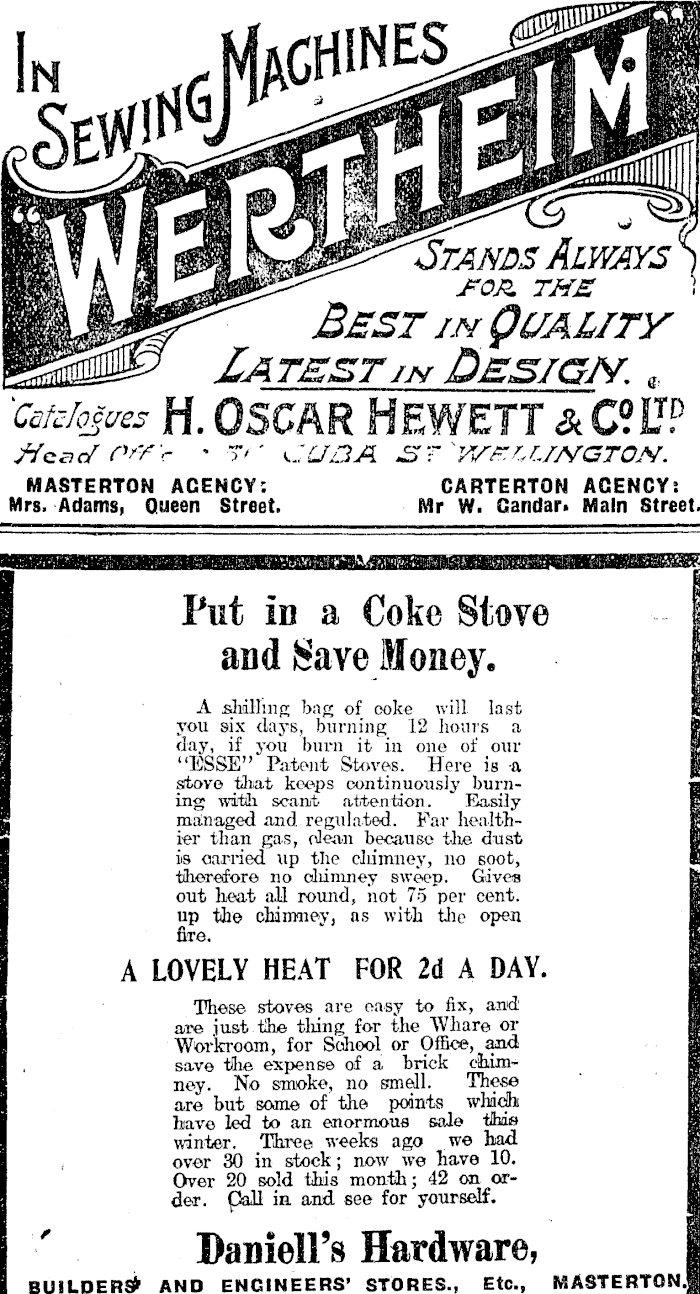 IN
SEWING MACHINES
"WERTHEIM"
STANDS ALWAYS
FOR THE
BEST IN QUALITY
LATEST IN DESIGN.
Catalogues H. OSCAR HEWETT & CO. LTD
Head CUBA ST WELLINGTON.
MASTERTON AGENCY:
Mrs. Adams, Queen Street.
CARTERTON AGENCY:
Mr W. Gandar. Main Street.
Put in a Coke Stove
and Save Money.
A shilling bag of coke will last
you six days, burning 12 hours a
day, if you burn it in one of our
"ESSE" Patent Stoves. Here is a
stove that keeps continuously burn-
ing with scant attention. Easily
managed and regulated. Far health-
ier than gas, clean because the dust
is carried up the chimney, no soot,
therefore no chimney sweep. Gives
out heat all round, not 75 per cent.
up the chimney, as with the open
fire.
A LOVELY HEAT FOR 2d A DAY.
These stoves are easy to fix, and
are just the thing for the Whare or
Workroom, for School or Office, and
save the expense of a brick chim-
ney. No smoke, no smell. These
are but some of the points which
have led to an enormous sale this
winter. Three weeks ago we had
over 30 in stock; now we have 10.
Over 20 sold this month; 42 on or-
der. Call in and see for yourself.
Daniell's Hardware,
BUILDERS' AND ENGINEERS' STORES., Etc., MASTERTON.